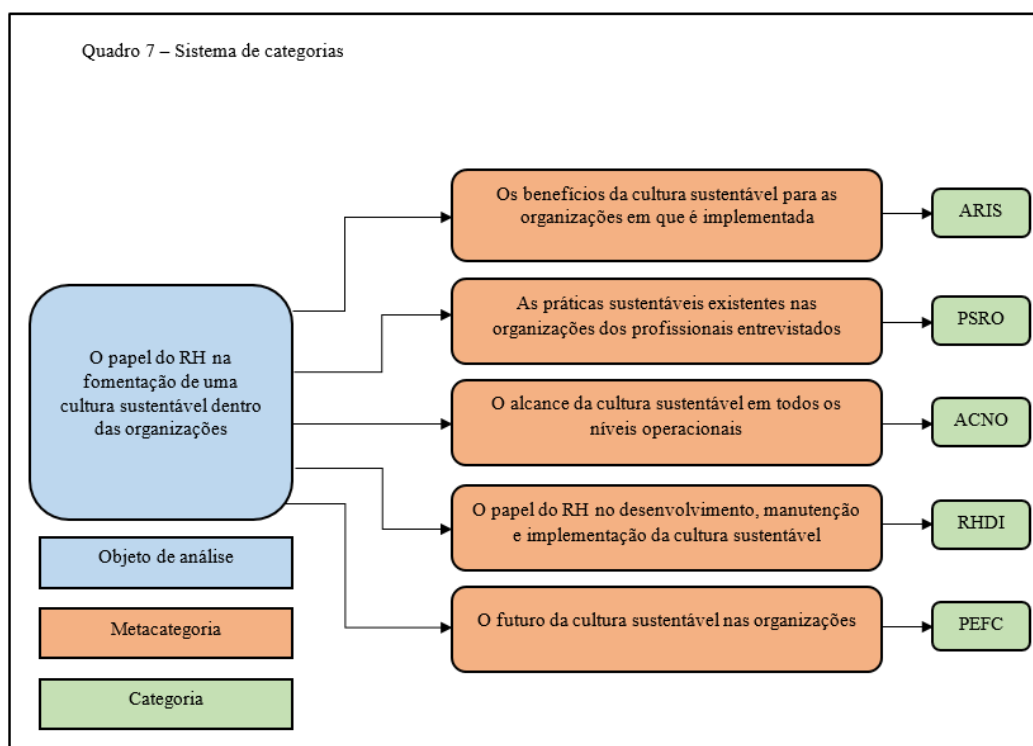 Quadro 7 – Sistema de categorias
O papel do RH na
fomentação de uma
cultura sustentável dentro
das organizações
Os benefícios da cultura sustentável para as
organizações em que é implementada
ARIS
As práticas sustentáveis existentes nas
organizações dos profissionais entrevistados
PSRO
O alcance da cultura sustentável em todos os
níveis operacionais
ACNO
O papel do RH no desenvolvimento, manutenção
e implementação da cultura sustentável
RHDI
O futuro da cultura sustentável nas organizações
PEFC
Objeto de análise
Metacategoria
Categoria